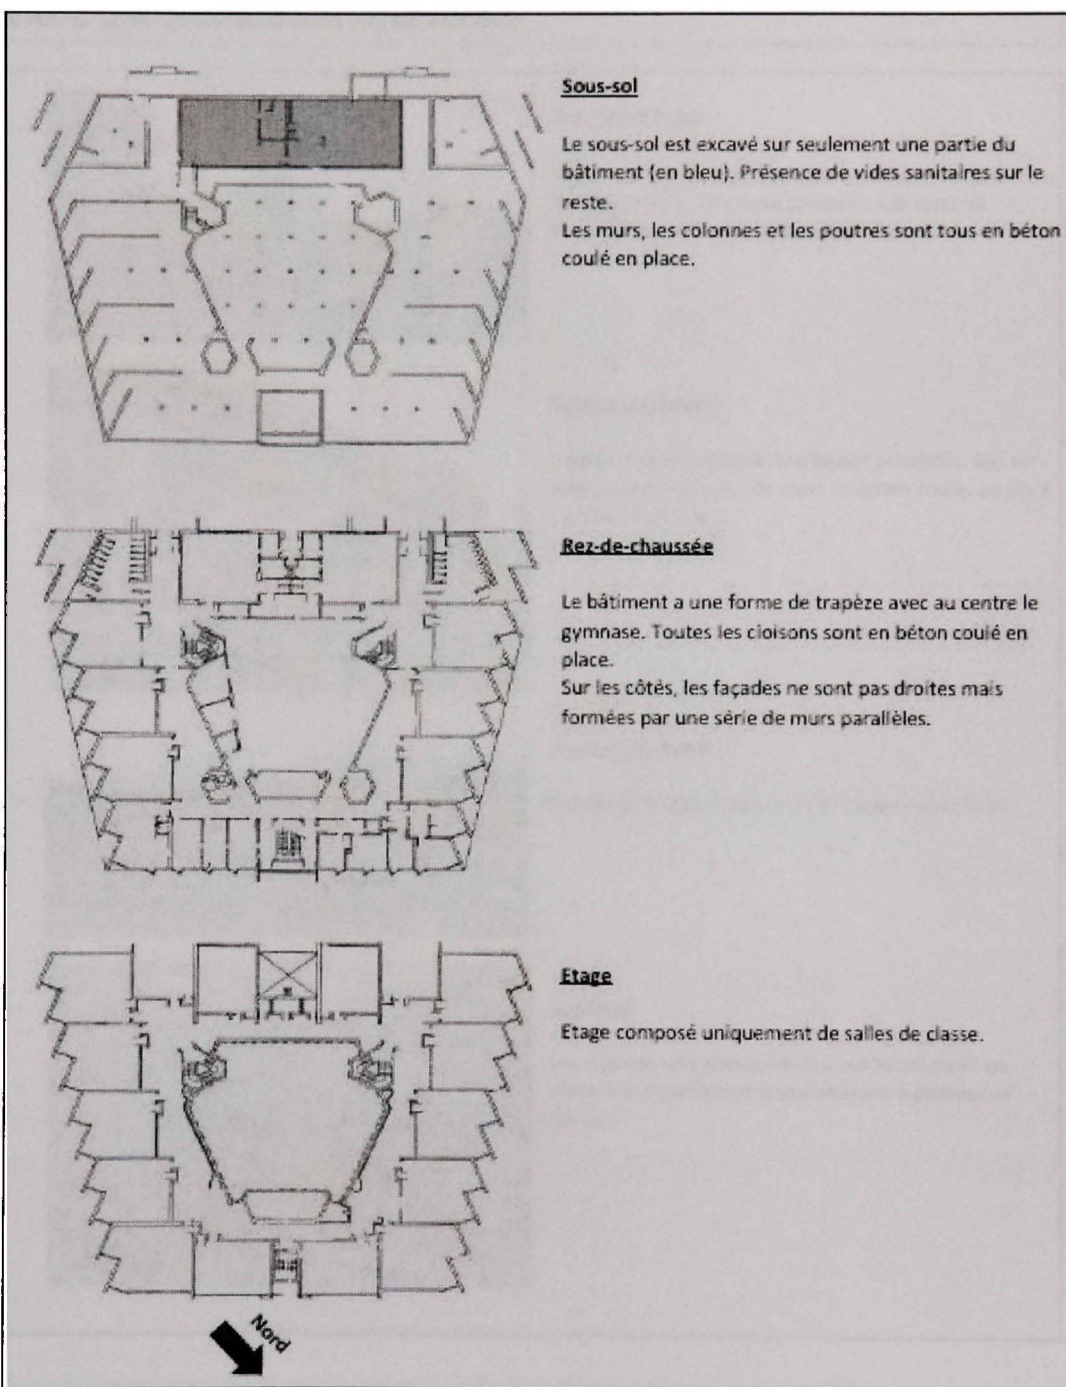 Sous-sol
Le sous-sol est excavé sur seulement une partie du
bâtiment (en bleu). Présence de vides sanitaires sur le
reste.
Les murs, les colonnes et les poutres sont tous en béton
coulé en place.
Rez-de-chaussée
Le bâtiment a une forme de trapèze avec au centre le
gymnase. Toutes les cloisons sont en béton coulé en
place.
Sur les côtés, les façades ne sont pas droites mais
formées par une série de murs parallèles.
Etage
Etage composé uniquement de salles de classe.
Nord